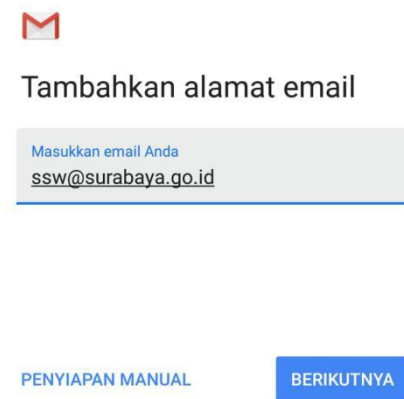 Tambahkan alamat email
Masukkan email Anda
ssw@surabaya.go.id
PENYIAPAN MANUAL
BERIKUTNYA